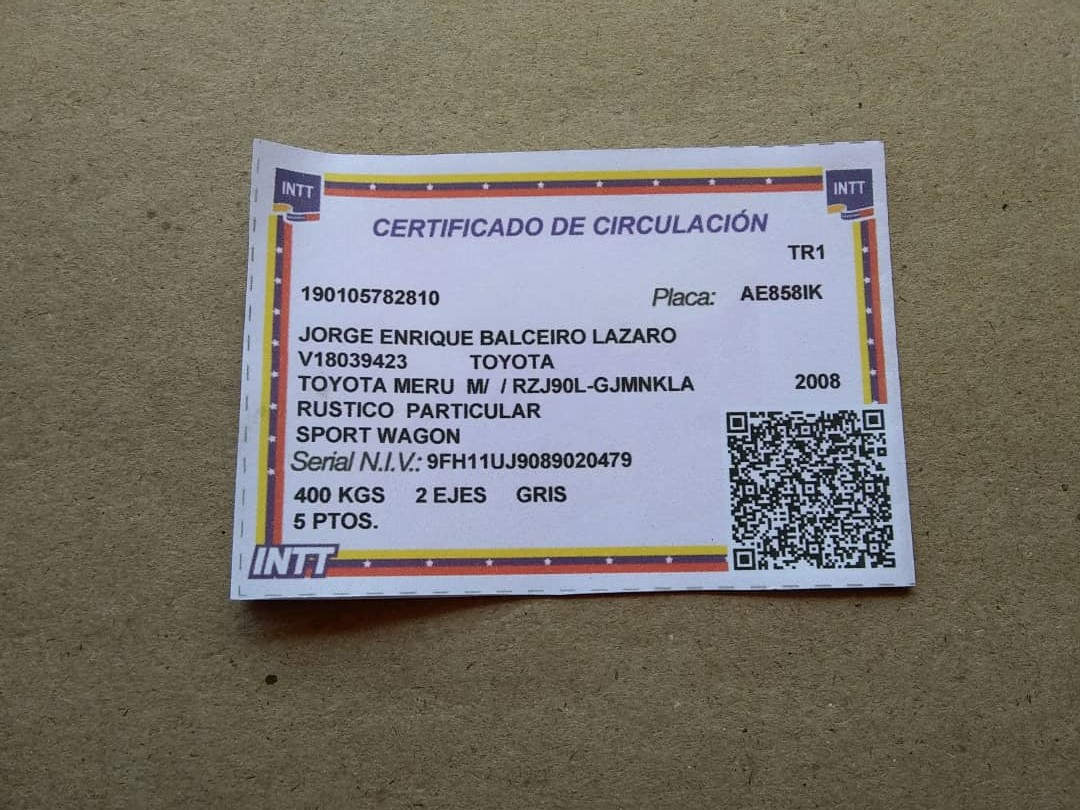 INTT INTT
CERTIFICADO DE CIRCULACIÓN
TR1
190105782810 Placa: AE858IK
JORGE ENRIQUE BALCEIRO LAZARO
V18039423 TOYOTA
TOYOTA MERU M/ / RZJ90L-GJMNKLA 2008
RUSTICO PARTICULAR
SPORT WAGON
Serial N.I.V.: 9FH11UJ9089020479
400 KGS 2 EJES GRIS
5 PTOS.
INTT